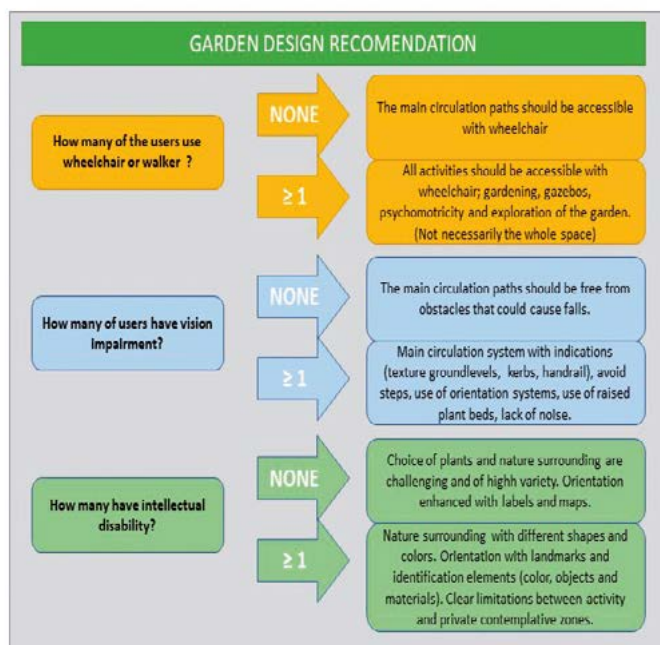 GARDEN DESIGN RECOMENDATION
How many of the users use
wheelchair or walker ?
NONE
The main circulation paths should be accessible
with wheelchair
≥ 1
All activities should be accessible with
wheelchair; gardening, gazebos,
psychomotricity and exploration of the garden.
(Not necessarily the whole space)
How many of users have vision
impairment?
NONE
The main circulation paths should be free from
obstacles that could cause falls.
≥ 1
Main circulation system with indications
(texture groundlevels, kerbs, handrail), avoid
steps, use of orientation systems, use of raised
plant beds, lack of noise.
How many have intellectual
disability?
NONE
Choice of plants and nature surrounding are
challenging and of highh variety. Orientation
enhanced with labels and maps.
≥ 1
Nature surrounding with different shapes and
colors. Orientation with landmarks and
identification elements (color, objects and
materials). Clear limitations between activity
and private contemplative zones.